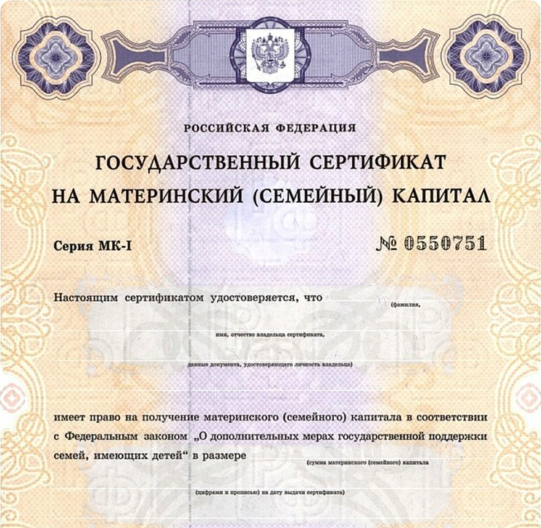 РОССИЙСКАЯ ФЕДЕРАЦИЯ
ГОСУДАРСТВЕННЫЙ СЕРТИФИКАТ
НА МАТЕРИНСКИЙ (СЕМЕЙНЫЙ) КАПИТАЛ
Серия МК-I № 0550751
Настоящим сертификатом удостоверяется, что
(фамилия,
имя, отчество владельца сертификата,
данные документа, удостоверяющего личность владельца)
имеет право на получение материнского (семейного) капитала в соответствии
с Федеральным законом „О дополнительных мерах государственной поддержки
семей, имеющих детей“ в размере
(сумма материнского (семейного) капитала
(цифрами и прописью) на дату выдачи сертификата)